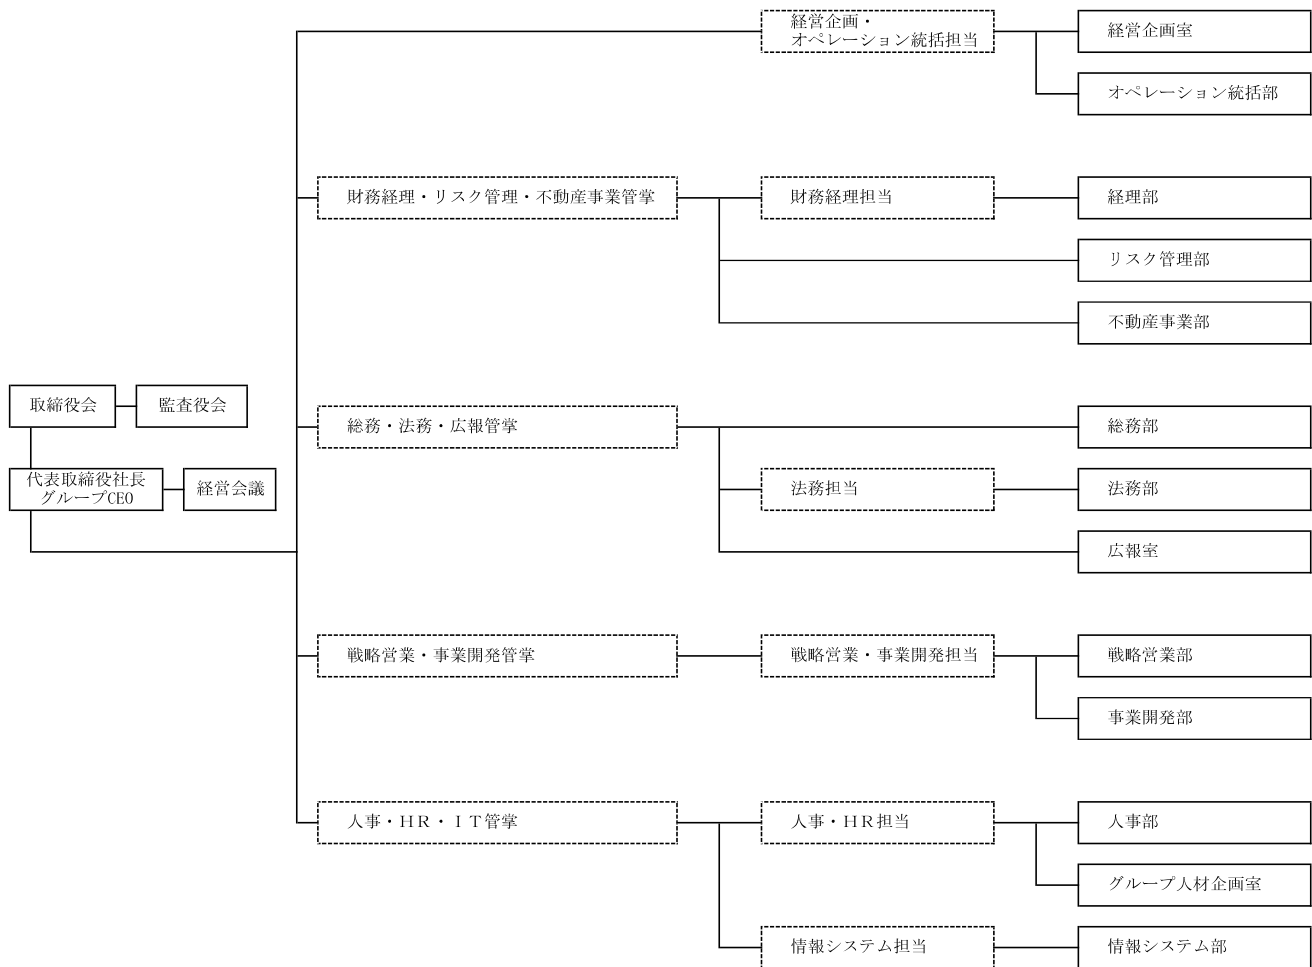 経営企画・
オペレーション統括担当
経営企画室
オペレーション統括部
財務経理・リスク管理・不動産事業管掌
財務経理担当
経理部
リスク管理部
不動産事業部
取締役会
監査役会
総務・法務・広報管掌
総務部
代表取締役社長
グループCEO
経営会議
法務担当
法務部
広報室
戦略営業・事業開発管掌
戦略営業・事業開発担当
戦略営業部
事業開発部
人事・HR・IT管掌
人事・HR担当
人事部
グループ人材企画室
情報システム担当
情報システム部